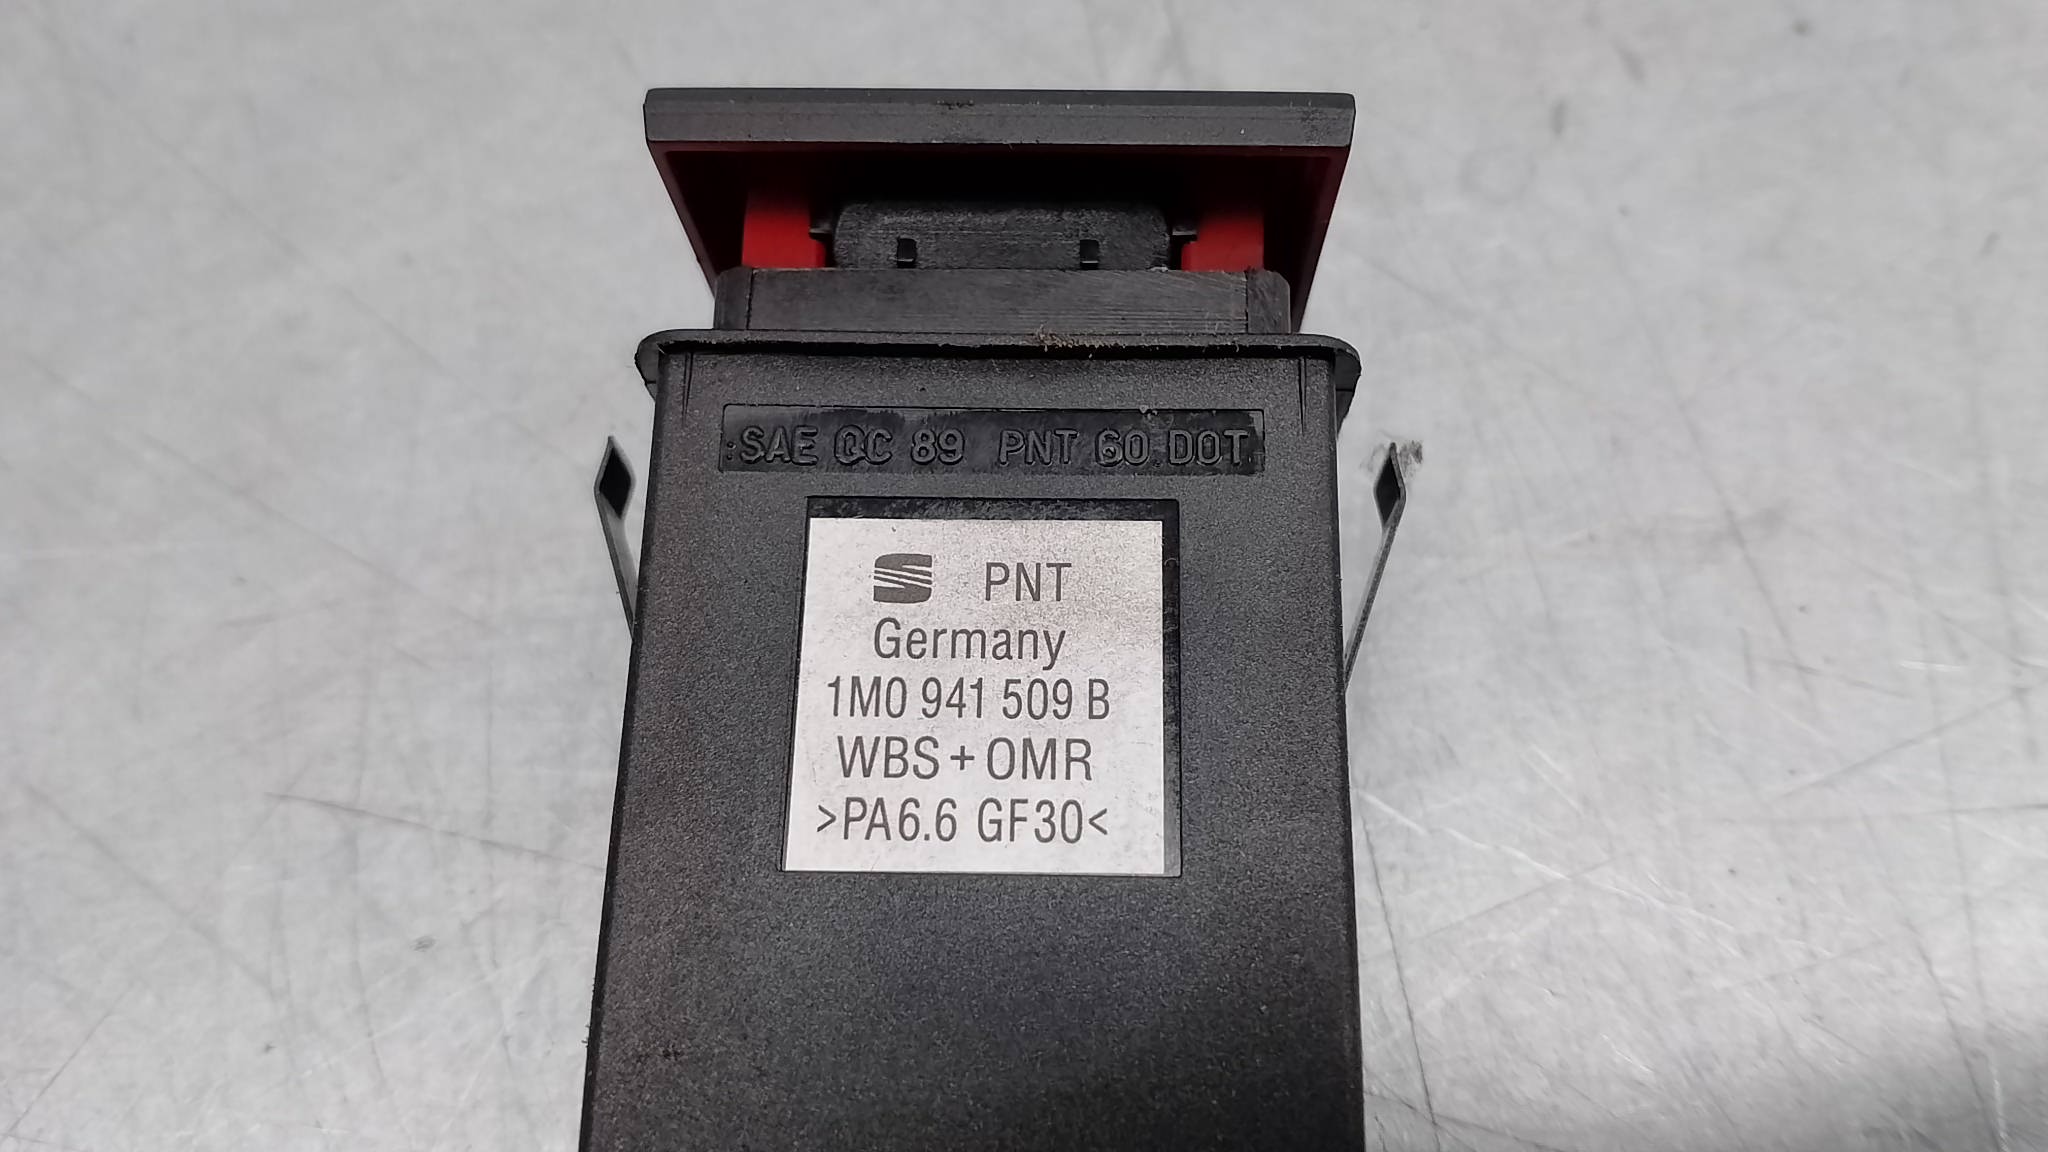 SAE QC 89 PNT 60 DOT
PNT
Germany
1M0 941 509 B
WBS + OMR
>PA6.6 GF30<